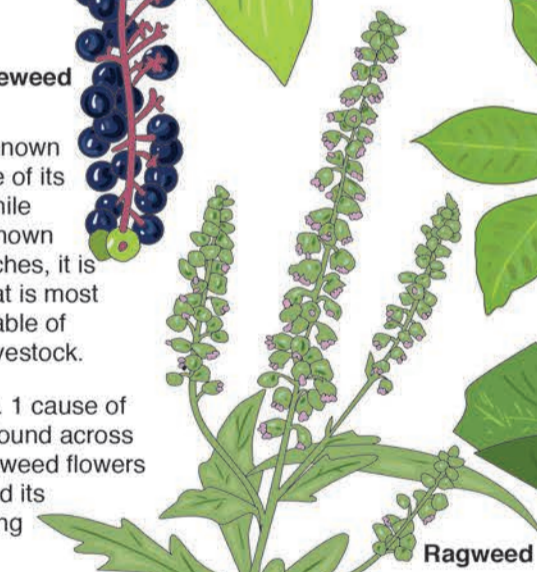 eweed
nown
e of its
nile
nown
ches, it is
at is most
able of
vestock.
. 1 cause of
ound across
weed flowers
d its
ng
Ragweed